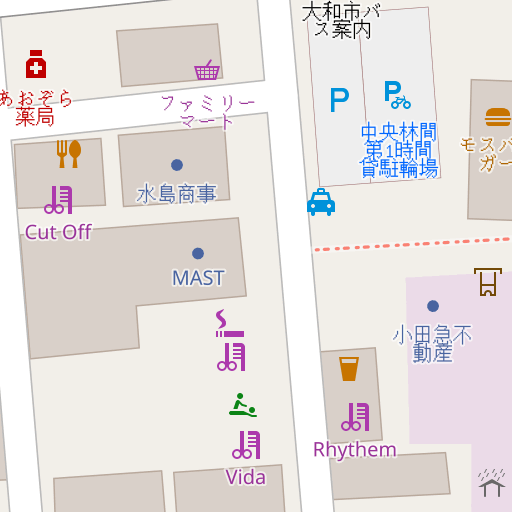 大和市バ
ス案内
あおぞら
薬局
ファミリー
マート
中央林間
第1時間
貸駐輪場
モスバ
ガー
水島商事
Cut Off
MAST
小田急不
動産
Rhythem
Vida